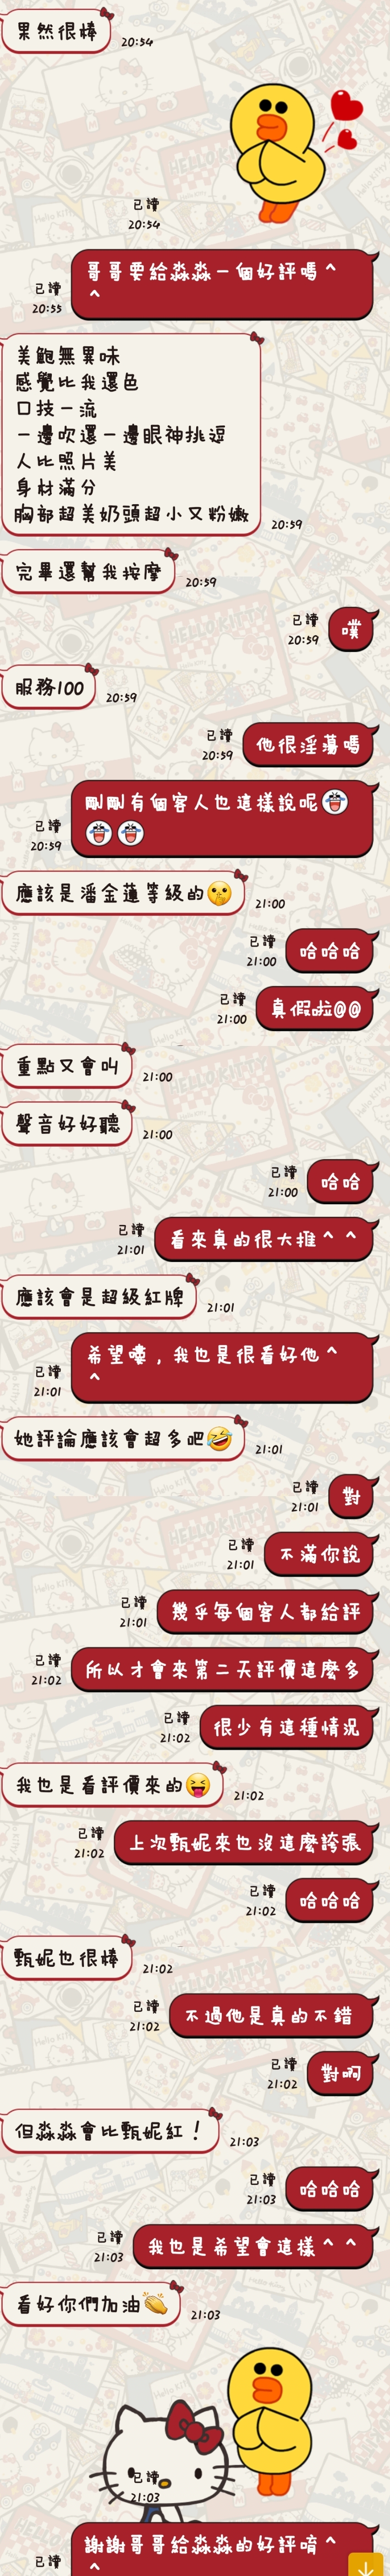 果然很棒
20:54
已讀
20:54
哥哥要給淼淼一個好評嗎^
^
已讀
20:55
美鮑無異味
感覺比我還色
口技一流
一邊吹還一邊眼神挑逗
人比照片美
身材滿分
胸部超美奶頭超小又粉嫩
20:59
完畢還幫我按摩
20:59
已讀
20:59
噗
服務100
20:59
已讀
20:59
他很淫蕩嗎
剛剛有個客人也這樣說呢😂
😂😂
已讀
20:59
應該是潘金蓮等級的🤫
21:00
已讀
21:00
哈哈哈
已讀
21:00
真假啦@@
重點又會叫
21:00
聲音好好聽
21:00
已讀
21:00
哈哈
已讀
21:01
看來真的很大推^^
應該會是超級紅牌
21:01
希望嘍，我也是很看好他^
^
已讀
21:01
她評論應該會超多吧🤣
21:01
已讀
21:01
對
已讀
21:01
不滿你說
已讀
21:01
幾乎每個客人都給評
已讀
21:02
所以才會來第二天評價這麼多
已讀
21:02
很少有這種情況
我也是看評價來的😝
21:02
已讀
21:02
上次甄妮來也沒這麼誇張
已讀
21:02
哈哈哈
甄妮也很棒
21:02
已讀
21:02
不過他是真的不錯
已讀
21:02
對啊
但淼淼會比甄妮紅！
21:03
已讀
21:03
哈哈哈
已讀
21:03
我也是希望會這樣^^
看好你們加油👏
21:03
已讀
21:03
謝謝哥哥給淼淼的好評唷^
^
已讀